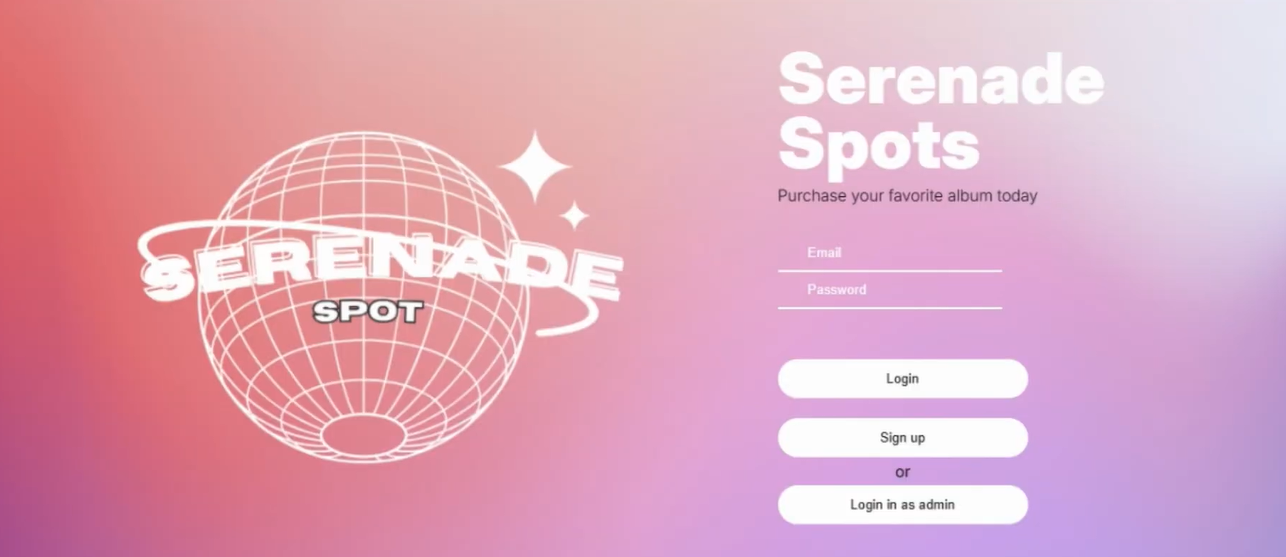 SERENADE
SPOT
Serenade
Spots
Purchase your favorite album today
Email
Password
Login
Sign up
or
Login in as admin